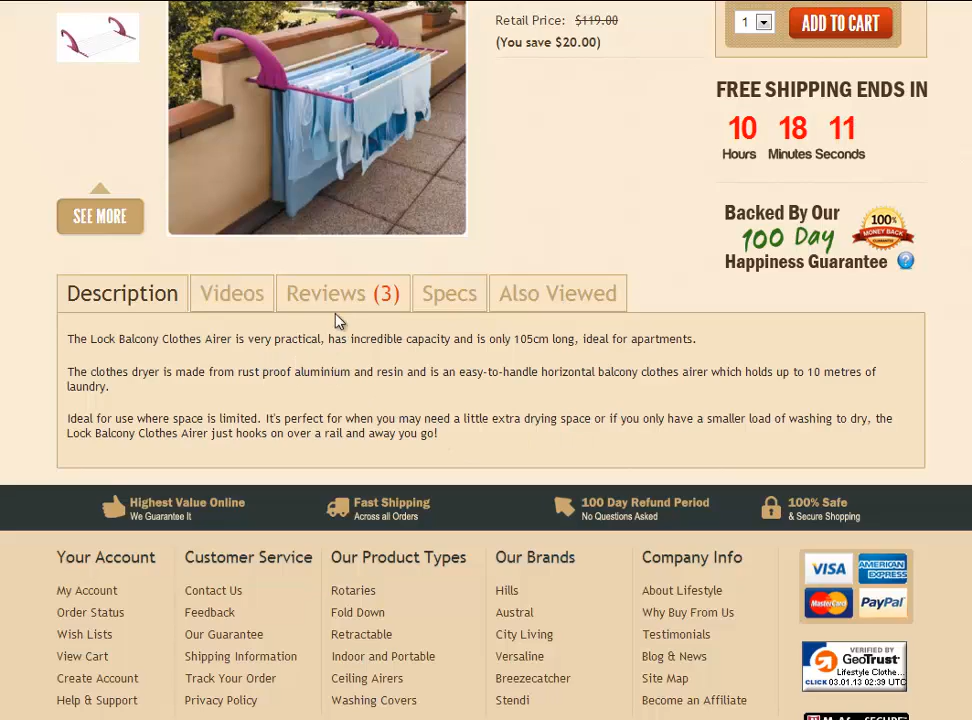 Retail Price: $119.00
(You save $20.00)
1
ADD TO CART
FREE SHIPPING ENDS IN
10 18 11
Hours Minutes Seconds
SEE MORE
Backed By Our
100 Day
Happiness Guarantee
100%
MONEY BACK
?
Description
Videos
Reviews (3)
Specs
Also Viewed
The Lock Balcony Clothes Airer is very practical, has incredible capacity and is only 105cm long, ideal for apartments.
The clothes dryer is made from rust proof aluminium and resin and is an easy-to-handle horizontal balcony clothes airer which holds up to 10 metres of
laundry.
Ideal for use where space is limited. It's perfect for when you may need a little extra drying space or if you only have a smaller load of washing to dry, the
Lock Balcony Clothes Airer just hooks on over a rail and away you go!
Highest Value Online
We Guarantee It
Fast Shipping
Across all Orders
100 Day Refund Period
No Questions Asked
100% Safe
& Secure Shopping
Your Account
My Account
Order Status
Wish Lists
View Cart
Create Account
Help & Support
Customer Service
Contact Us
Feedback
Our Guarantee
Shipping Information
Track Your Order
Privacy Policy
Our Product Types
Rotaries
Fold Down
Retractable
Indoor and Portable
Ceiling Airers
Washing Covers
Our Brands
Hills
Austral
City Living
Versaline
Breezecatcher
Stendi
Company Info
About Lifestyle
Why Buy From Us
Testimonials
Blog & News
Site Map
Become an Affiliate
VISA
AMERICAN
EXPRESS
MasterCard
PayPal
VERIFIED BY
GeoTrust
Lifestyle Clothe...
CLICK 03.01.13 02:39 UTC